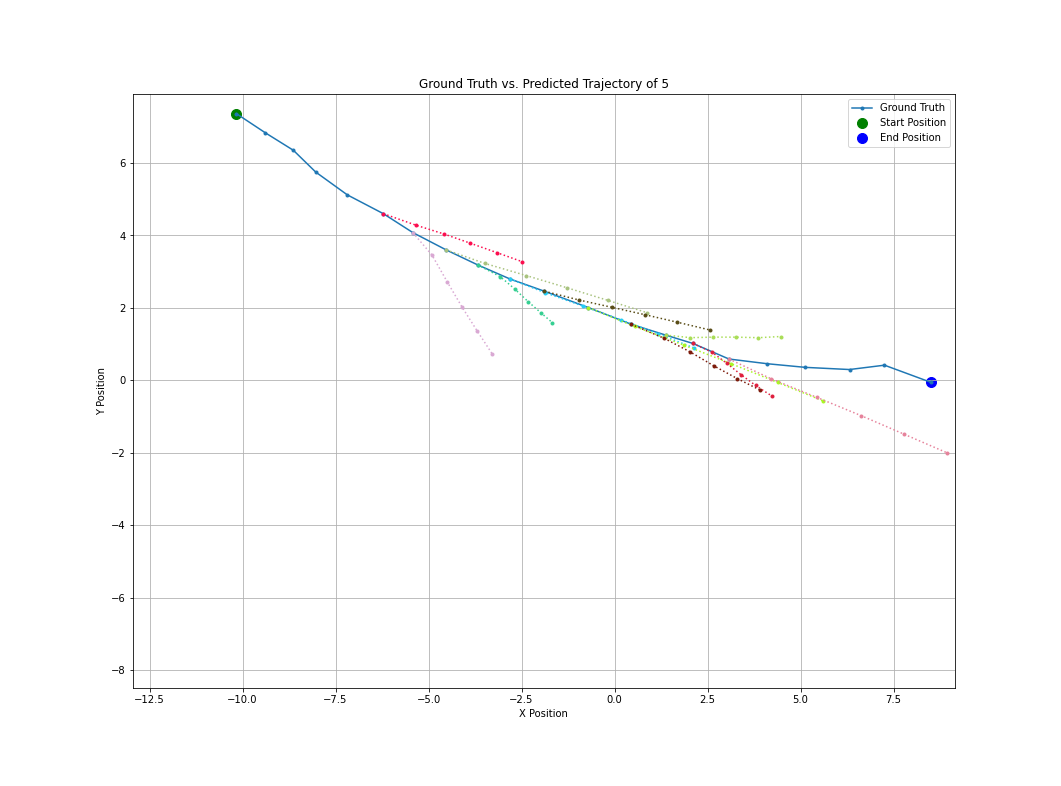 Ground Truth vs. Predicted Trajectory of 5
Ground Truth
Start Position
End Position
Y Position
6
4
2
0
−2
−4
−6
−8
−12.5 −10.0 −7.5 −5.0 −2.5 0.0 2.5 5.0 7.5
X Position